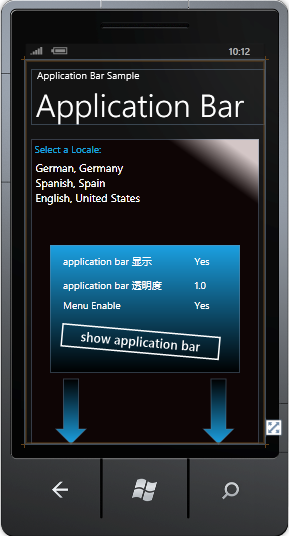 10:12
Application Bar Sample
Application Bar
Select a Locale:
German, Germany
Spanish, Spain
English, United States
application bar 显示 Yes
application bar 透明度 1.0
Menu Enable Yes
show application bar